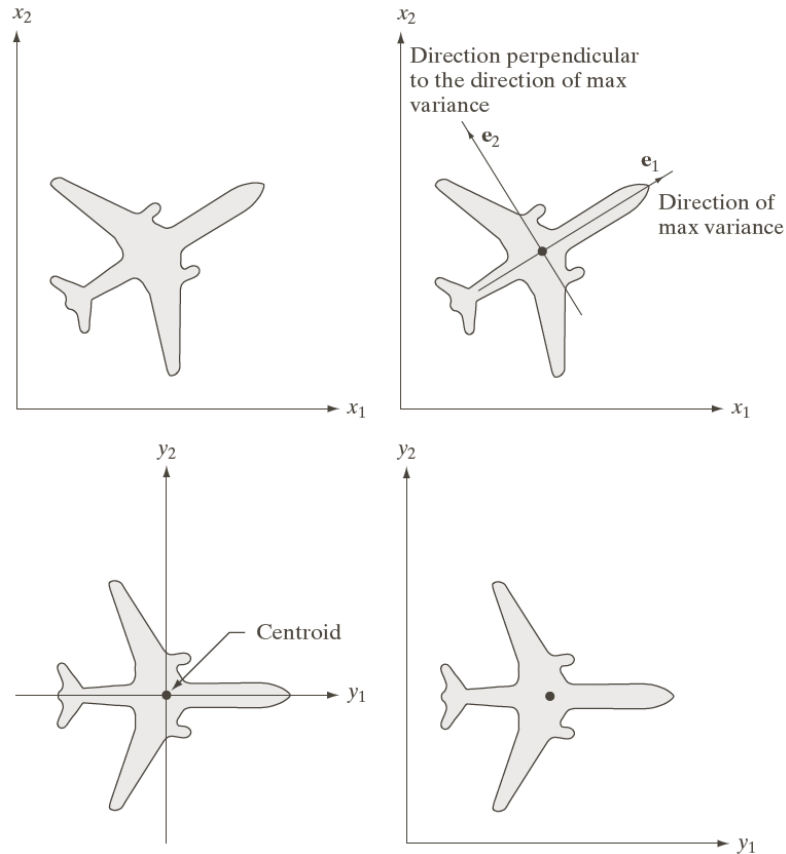 x2
x2
Direction perpendicular
to the direction of max
variance
e2
e1
Direction of
max variance
x1
x1
y2
y2
Centroid
y1
y1